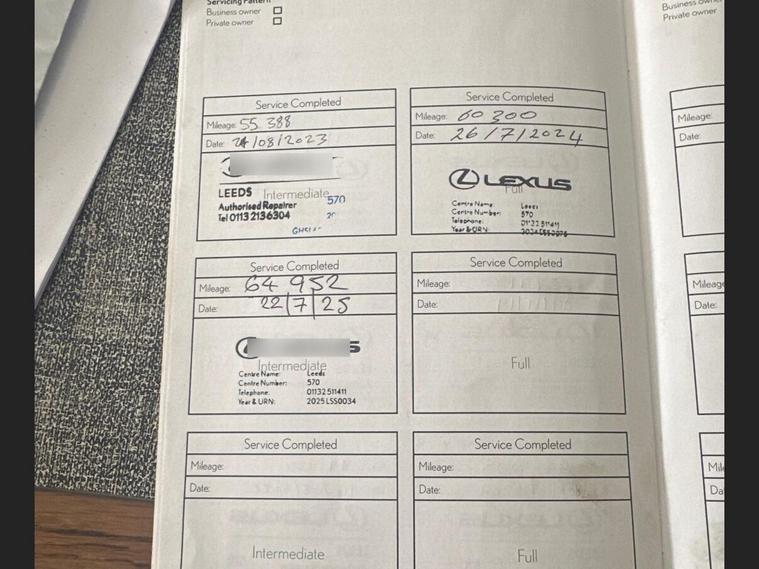 Servicing Pattern
Business owner
Private owner
Business owner
Private owner
Service Completed
Mileage: 55 388
Date: 24/08/2023
LEEDS Intermediate 570
Authorised Repairer
Tel 0113 2136304
Service Completed
Mileage: 60 300
Date: 26/7/2024
LEXUS
Full
Centre Name: Leeds
Centre Number: 570
Telephone:
Year & URN:
Mileage:
Date:
Service Completed
Mileage: 64 952
Date: 22/7/25
Intermediate
Centre Name: Leeds
Centre Number: 570
Telephone: 01132 511411
Year & URN: 2025 LSS0034
Service Completed
Mileage:
Date:
Full
Mileage
Date:
Service Completed
Mileage:
Date:
Intermediate
Service Completed
Mileage:
Date:
Full
Mil
Da